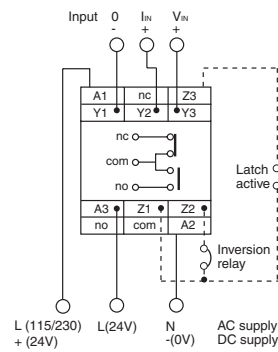 Input 0 IIN VIN
- + +
A1 nc Z3
Y1 Y2 Y3
nc
com
no
Latch
active
A3 Z1 Z2
no com A2
Inversion
relay
L (115/230) L(24V) N AC supply
+ (24V) -(0V) DC supply